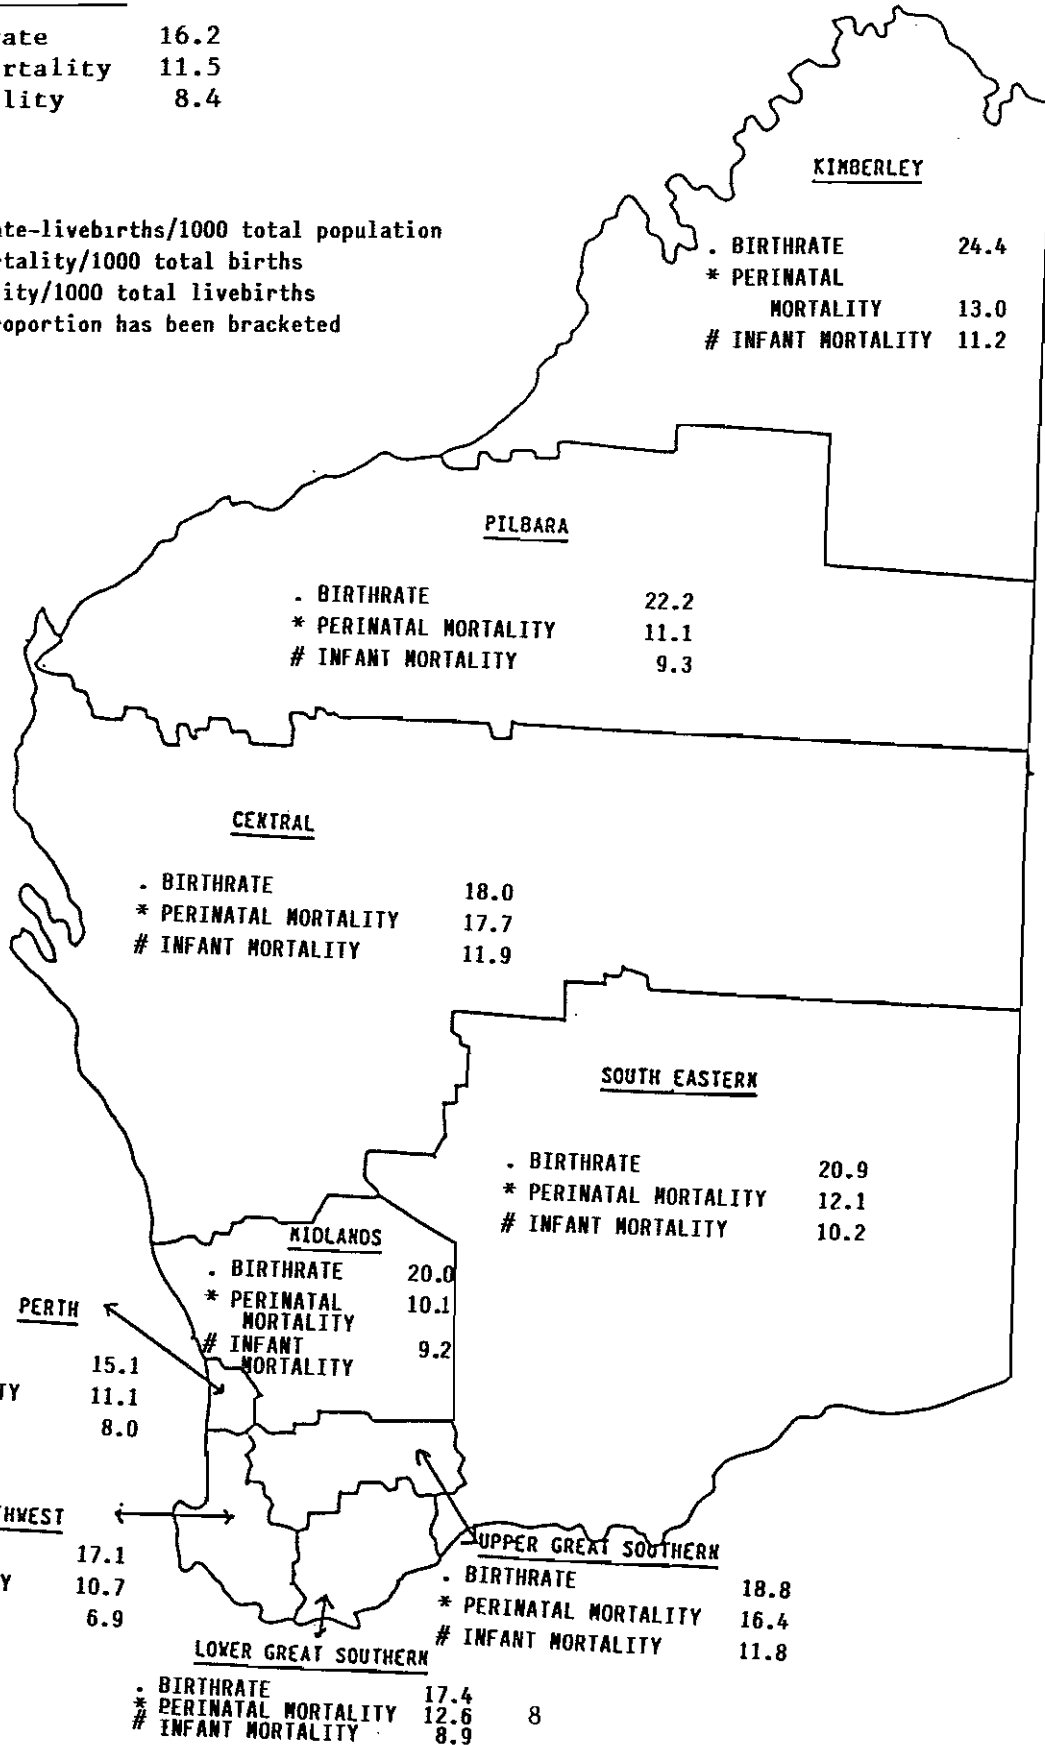 ate 16.2
rtality 11.5
lity 8.4
te-livebirths/1000 total population
tality/1000 total births
ity/1000 total livebirths
roportion has been bracketed
KIMBERLEY
. BIRTHRATE 24.4
* PERINATAL
MORTALITY 13.0
# INFANT MORTALITY 11.2
PILBARA
. BIRTHRATE 22.2
* PERINATAL MORTALITY 11.1
# INFANT MORTALITY 9.3
CENTRAL
. BIRTHRATE 18.0
* PERINATAL MORTALITY 17.7
# INFANT MORTALITY 11.9
SOUTH EASTERN
. BIRTHRATE 20.9
* PERINATAL MORTALITY 12.1
# INFANT MORTALITY 10.2
MIDLANDS
. BIRTHRATE 20.0
* PERINATAL 10.1
MORTALITY
# INFANT 9.2
MORTALITY
PERTH
15.1
TY 11.1
8.0
HWEST
17.1
Y 10.7
6.9
UPPER GREAT SOUTHERN
. BIRTHRATE 18.8
* PERINATAL MORTALITY 16.4
# INFANT MORTALITY 11.8
LOWER GREAT SOUTHERN
. BIRTHRATE 17.4
* PERINATAL MORTALITY 12.6
# INFANT MORTALITY 8.9
8